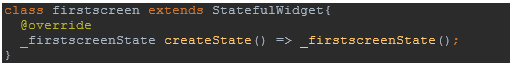 class firstscreen extends StatefulWidget{
@override
_firstscreenState createState() => _firstscreenState();
}